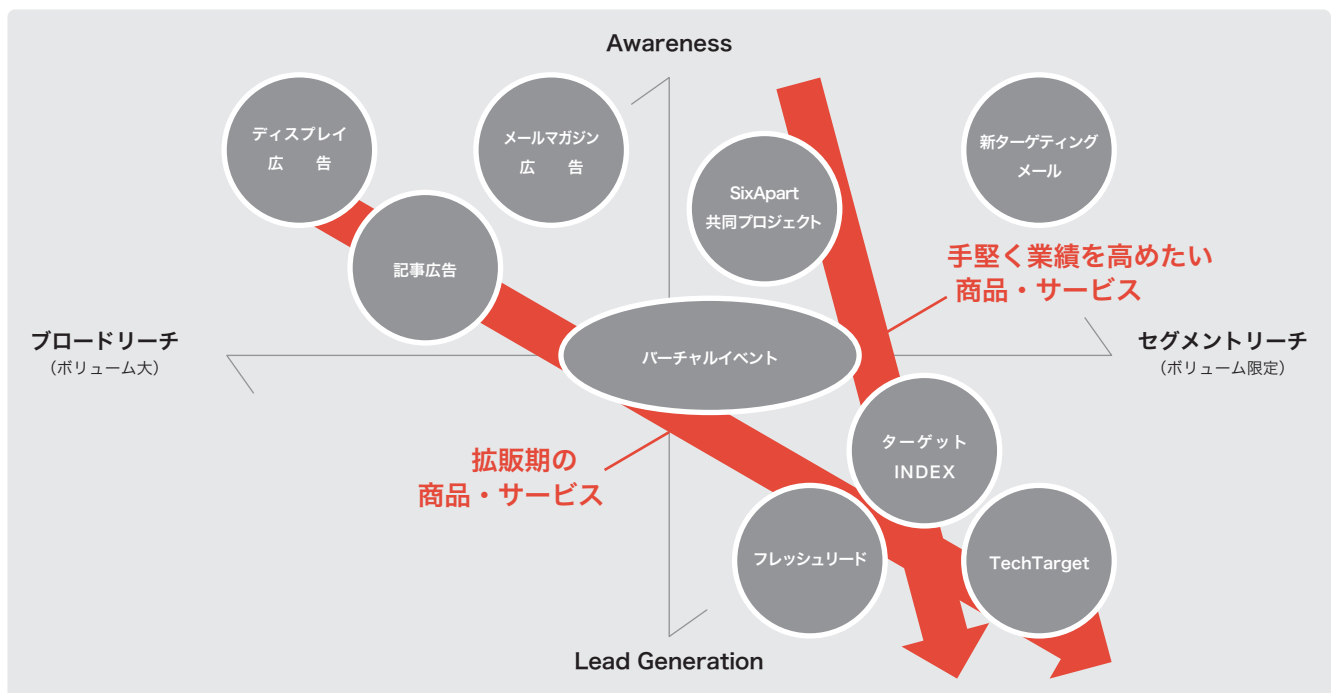 Awareness
ディスプレイ
広　告
メールマガジン
広　告
新ターゲティング
メール
SixApart
共同プロジェクト
記事広告
手堅く業績を高めたい
商品・サービス
ブロードリーチ
（ボリューム大）
バーチャルイベント
セグメントリーチ
（ボリューム限定）
拡販期の
商品・サービス
ターゲット
INDEX
フレッシュリード
TechTarget
Lead Generation